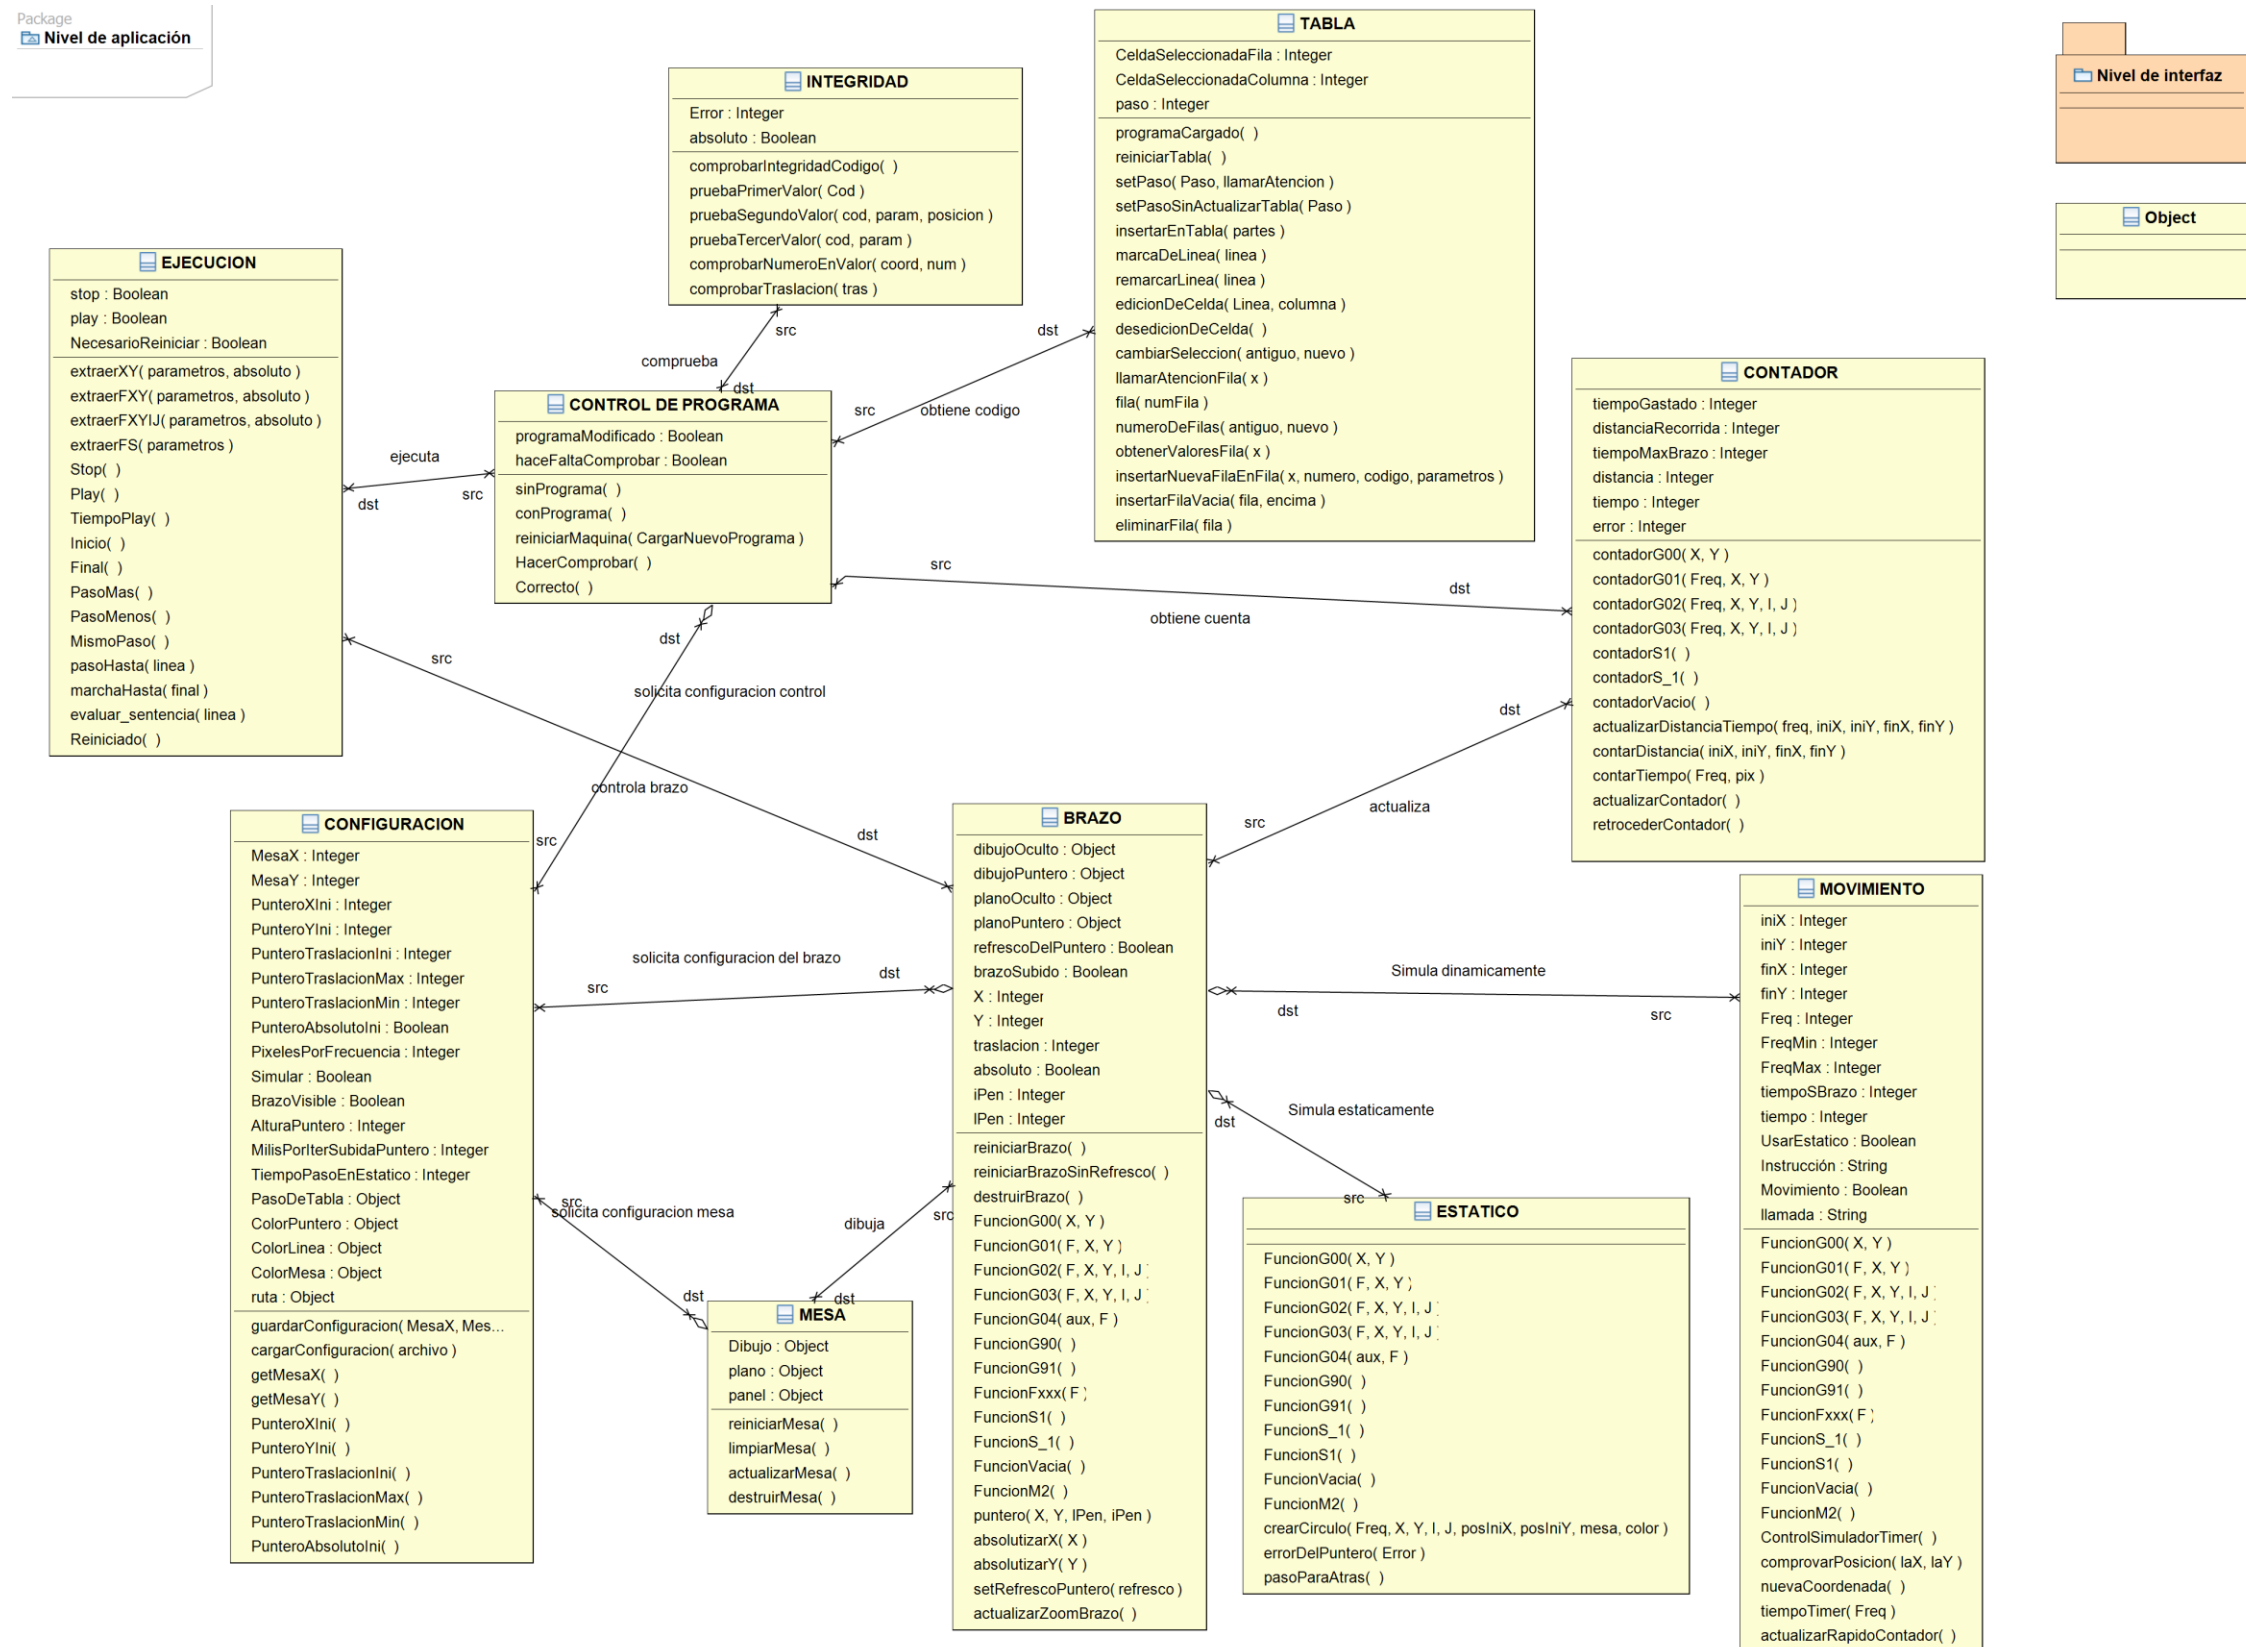 Package
Nivel de aplicación
TABLA
CeldaSeleccionadaFila : Integer
CeldaSeleccionadaColumna : Integer
paso : Integer
programaCargado(  )
reiniciarTabla(  )
setPaso( Paso, llamarAtencion )
setPasoSinActualizarTabla( Paso )
insertarEnTabla( partes )
marcaDeLinea( linea )
remarcarLinea( linea )
edicionDeCelda( Linea, columna )
desedicionDeCelda(  )
cambiarSeleccion( antiguo, nuevo )
llamarAtencionFila( x )
fila( numFila )
numeroDeFilas( antiguo, nuevo )
obtenerValoresFila( x )
insertarNuevaFilaEnFila( x, numero, codigo, parametros )
insertarFilaVacia( fila, encima )
eliminarFila( fila )
Nivel de interfaz
Object
INTEGRIDAD
Error : Integer
absoluto : Boolean
comprobarIntegridadCodigo(  )
pruebaPrimerValor( Cod )
pruebaSegundoValor( cod, param, posicion )
pruebaTercerValor( cod, param )
comprobarNumeroEnValor( coord, num )
comprobarTraslacion( tras )
src
comprueba
dst
dst
src
obtiene codigo
EJECUCION
stop : Boolean
play : Boolean
NecesarioReiniciar : Boolean
extraerXY( parametros, absoluto )
extraerFXY( parametros, absoluto )
extraerFXYIJ( parametros, absoluto )
extraerFS( parametros )
Stop(  )
Play(  )
TiempoPlay(  )
Inicio(  )
Final(  )
PasoMas(  )
PasoMenos(  )
MismoPaso(  )
pasoHasta( linea )
marchaHasta( final )
evaluar_sentencia( linea )
Reiniciado(  )
ejecuta
src
dst
CONTROL DE PROGRAMA
programaModificado : Boolean
haceFaltaComprobar : Boolean
sinPrograma(  )
conPrograma(  )
reiniciarMaquina( CargarNuevoPrograma )
HacerComprobar(  )
Correcto(  )
src
dst
obtiene cuenta
CONTADOR
tiempoGastado : Integer
distanciaRecorrida : Integer
tiempoMaxBrazo : Integer
distancia : Integer
tiempo : Integer
error : Integer
contadorG00( X, Y )
contadorG01( Freq, X, Y )
contadorG02( Freq, X, Y, I, J )
contadorG03( Freq, X, Y, I, J )
contadorS1(  )
contadorS_1(  )
contadorVacio(  )
actualizarDistanciaTiempo( freq, iniX, iniY, finX, finY )
contarDistancia( iniX, iniY, finX, finY )
contarTiempo( Freq, pix )
actualizarContador(  )
retrocederContador(  )
dst
solicita configuracion control
src
src
controla brazo
dst
dst
actualiza
src
CONFIGURACION
MesaX : Integer
MesaY : Integer
PunteroXIni : Integer
PunteroYIni : Integer
PunteroTraslacionIni : Integer
PunteroTraslacionMax : Integer
PunteroTraslacionMin : Integer
PunteroAbsolutoIni : Boolean
PixelesPorFrecuencia : Integer
Simular : Boolean
BrazoVisible : Boolean
AlturaPuntero : Integer
MilisPorIterSubidaPuntero : Integer
TiempoPasoEnEstatico : Integer
PasoDeTabla : Object
ColorPuntero : Object
ColorLinea : Object
ColorMesa : Object
ruta : Object
guardarConfiguracion( MesaX, Mes...
cargarConfiguracion( archivo )
getMesaX(  )
getMesaY(  )
PunteroXIni(  )
PunteroYIni(  )
PunteroTraslacionIni(  )
PunteroTraslacionMax(  )
PunteroTraslacionMin(  )
PunteroAbsolutoIni(  )
solicita configuracion del brazo
dst
src
src
solicita configuracion mesa
dst
dibuja
src
dst
MESA
Dibujo : Object
plano : Object
panel : Object
reiniciarMesa(  )
limpiarMesa(  )
actualizarMesa(  )
destruirMesa(  )
BRAZO
dibujoOculto : Object
dibujoPuntero : Object
planoOculto : Object
planoPuntero : Object
refrescoDelPuntero : Boolean
brazoSubido : Boolean
X : Integer
Y : Integer
traslacion : Integer
absoluto : Boolean
iPen : Integer
lPen : Integer
reiniciarBrazo(  )
reiniciarBrazoSinRefresco(  )
destruirBrazo(  )
FuncionG00( X, Y )
FuncionG01( F, X, Y )
FuncionG02( F, X, Y, I, J )
FuncionG03( F, X, Y, I, J )
FuncionG04( aux, F )
FuncionG90(  )
FuncionG91(  )
FuncionFxxx( F )
FuncionS1(  )
FuncionS_1(  )
FuncionVacia(  )
FuncionM2(  )
puntero( X, Y, lPen, iPen )
absolutizarX( X )
absolutizarY( Y )
setRefrescoPuntero( refresco )
actualizarZoomBrazo(  )
Simula dinamicamente
dst
src
Simula estaticamente
dst
src
ESTATICO
FuncionG00( X, Y )
FuncionG01( F, X, Y )
FuncionG02( F, X, Y, I, J )
FuncionG03( F, X, Y, I, J )
FuncionG04( aux, F )
FuncionG90(  )
FuncionG91(  )
FuncionS_1(  )
FuncionS1(  )
FuncionVacia(  )
FuncionM2(  )
crearCirculo( Freq, X, Y, I, J, posIniX, posIniY, mesa, color )
errorDelPuntero( Error )
pasoParaAtras(  )
MOVIMIENTO
iniX : Integer
iniY : Integer
finX : Integer
finY : Integer
Freq : Integer
FreqMin : Integer
FreqMax : Integer
tiempoSBrazo : Integer
tiempo : Integer
UsarEstatico : Boolean
Instrucción : String
Movimiento : Boolean
llamada : String
FuncionG00( X, Y )
FuncionG01( F, X, Y )
FuncionG02( F, X, Y, I, J )
FuncionG03( F, X, Y, I, J )
FuncionG04( aux, F )
FuncionG90(  )
FuncionG91(  )
FuncionFxxx( F )
FuncionS_1(  )
FuncionS1(  )
FuncionVacia(  )
FuncionM2(  )
ControlSimuladorTimer(  )
comprovarPosicion( laX, laY )
nuevaCoordenada(  )
tiempoTimer( Freq )
actualizarRapidoContador(  )